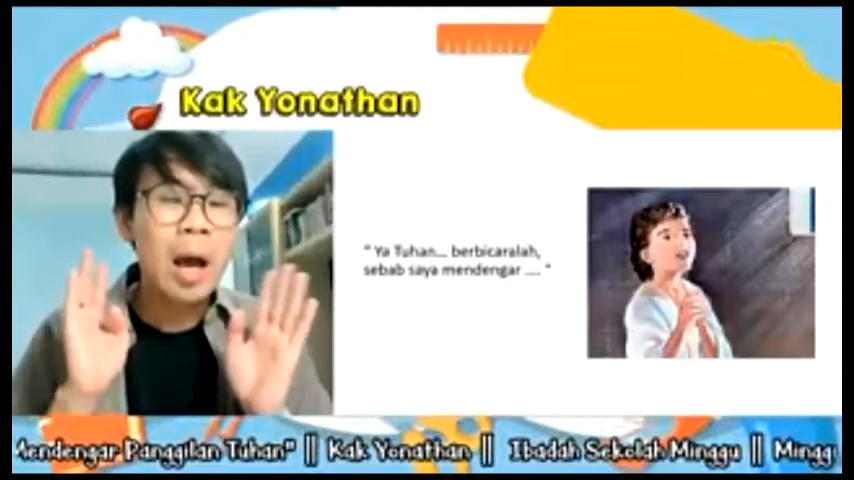 Kak Yonathan
" Ya Tuhan... berbicaralah,
sebab saya mendengar .... "
Mendengar Panggilan Tuhan" || Kak Yonathan || Ibadah Sekolah Minggu || Minggu